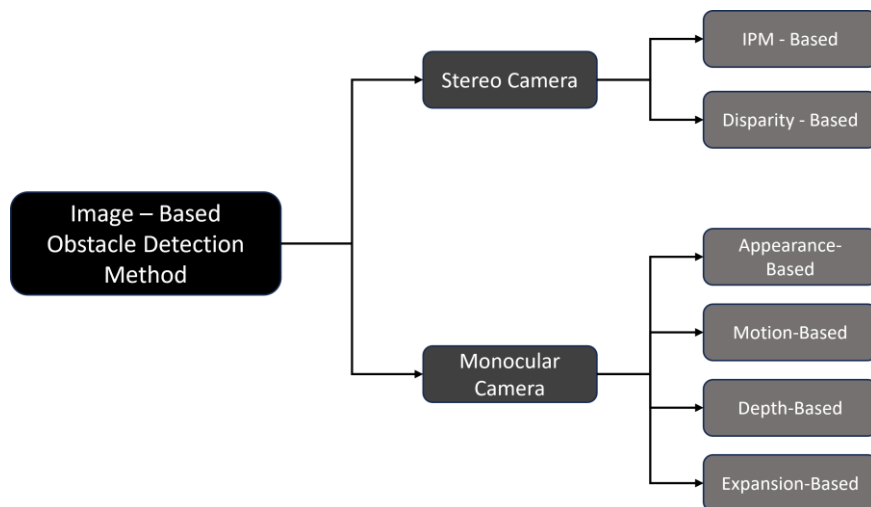 Image – Based
Obstacle Detection
Method
Stereo Camera
IPM - Based
Disparity - Based
Monocular
Camera
Appearance-
Based
Motion-Based
Depth-Based
Expansion-Based